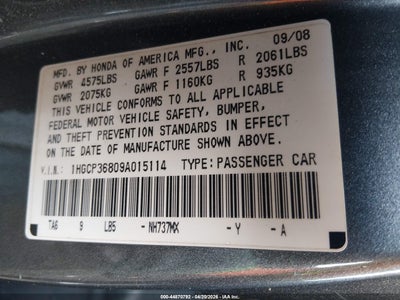 MFD. BY HONDA OF AMERICA MFG., INC. 09/08
GVWR 4575LBS GAWR F 2557LBS R 2061LBS
GVWR 2075KG GAWR F 1160KG R 935KG
THIS VEHICLE CONFORMS TO ALL APPLICABLE
FEDERAL MOTOR VEHICLE SAFETY, BUMPER,
AND THEFT PREVENTION STANDARDS IN EFFECT
ON THE DATE OF MANUFACTURE SHOWN ABOVE.
V.I.N.: 1HGCP36809A015114 TYPE: PASSENGER CAR
TA6 9 LB5 - NH737MX - Y - A
000-44870792 - 04/20/2026 - IAA